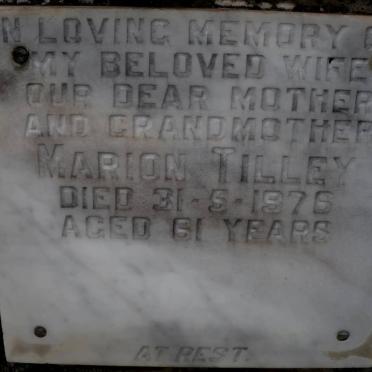 N LOVING MEMORY O
MY BELOVED WIFE
OUR DEAR MOTHER
AND GRANDMOTHER
MARION TILLEY
DIED 31-5-1976
AGED 61 YEARS
AT REST.